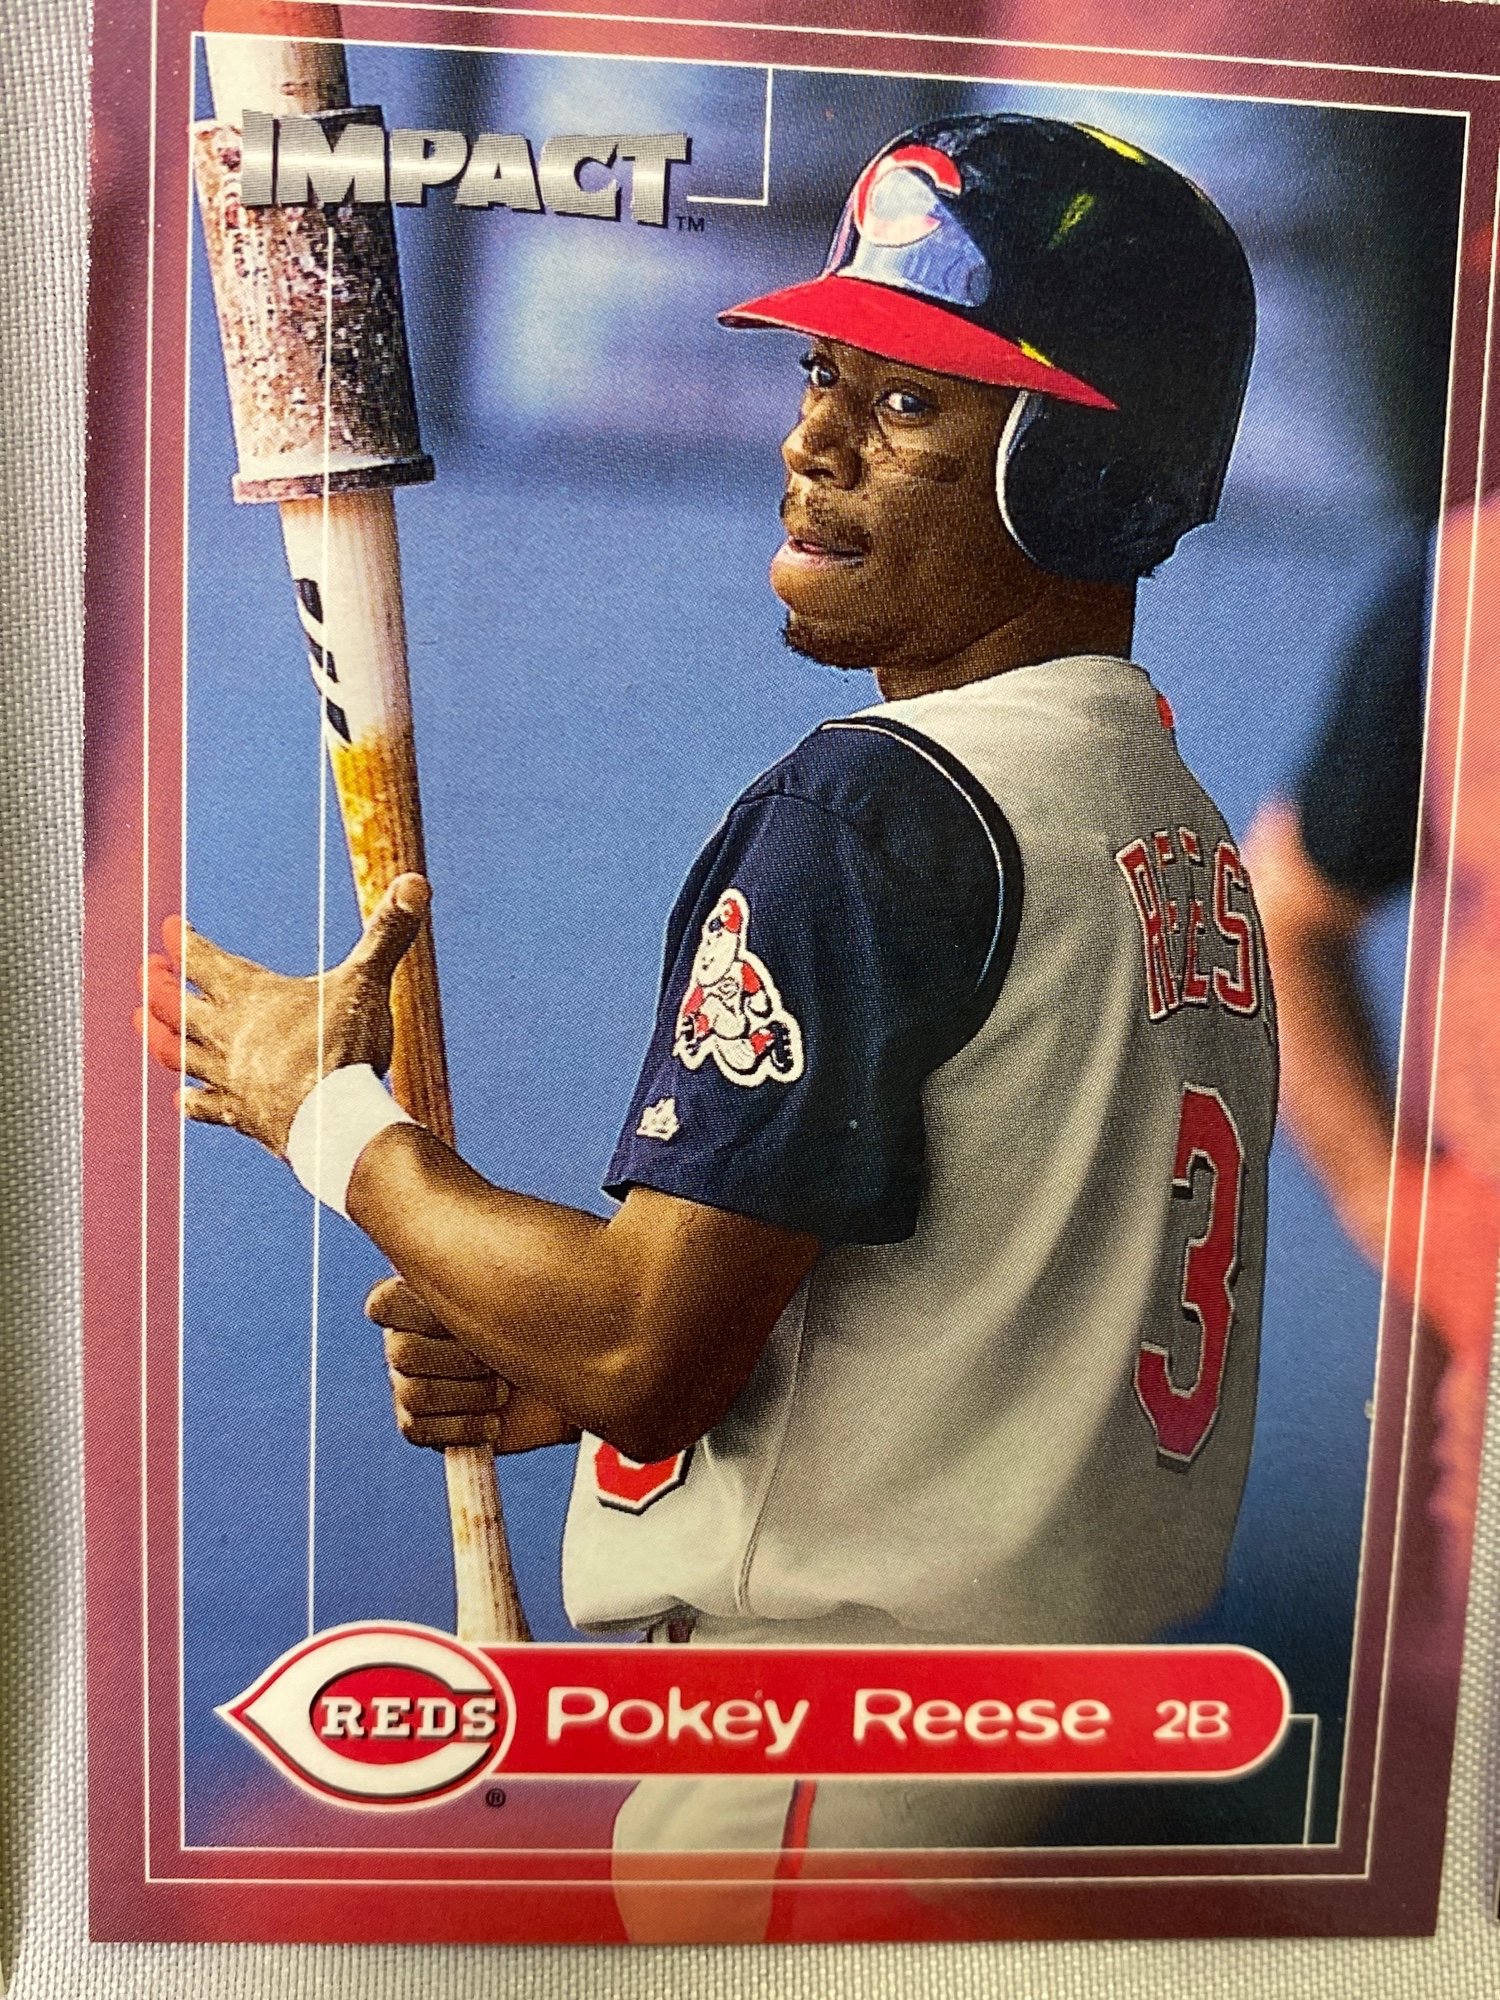 IMPACT™
REESE
3
REDS
®
Pokey Reese 2B